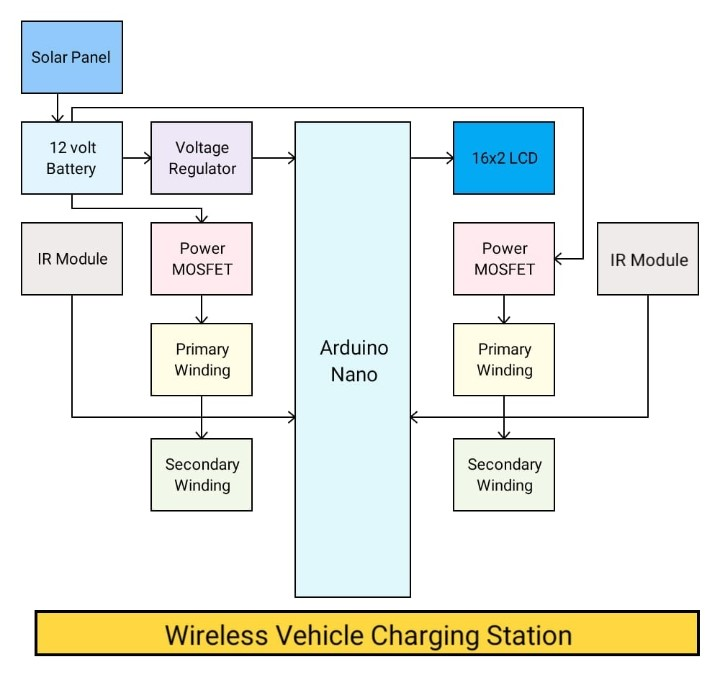 Solar Panel
12 volt
Battery
Voltage
Regulator
16x2 LCD
IR Module
Power
MOSFET
Power
MOSFET
IR Module
Primary
Winding
Arduino
Nano
Primary
Winding
Secondary
Winding
Secondary
Winding
Wireless Vehicle Charging Station